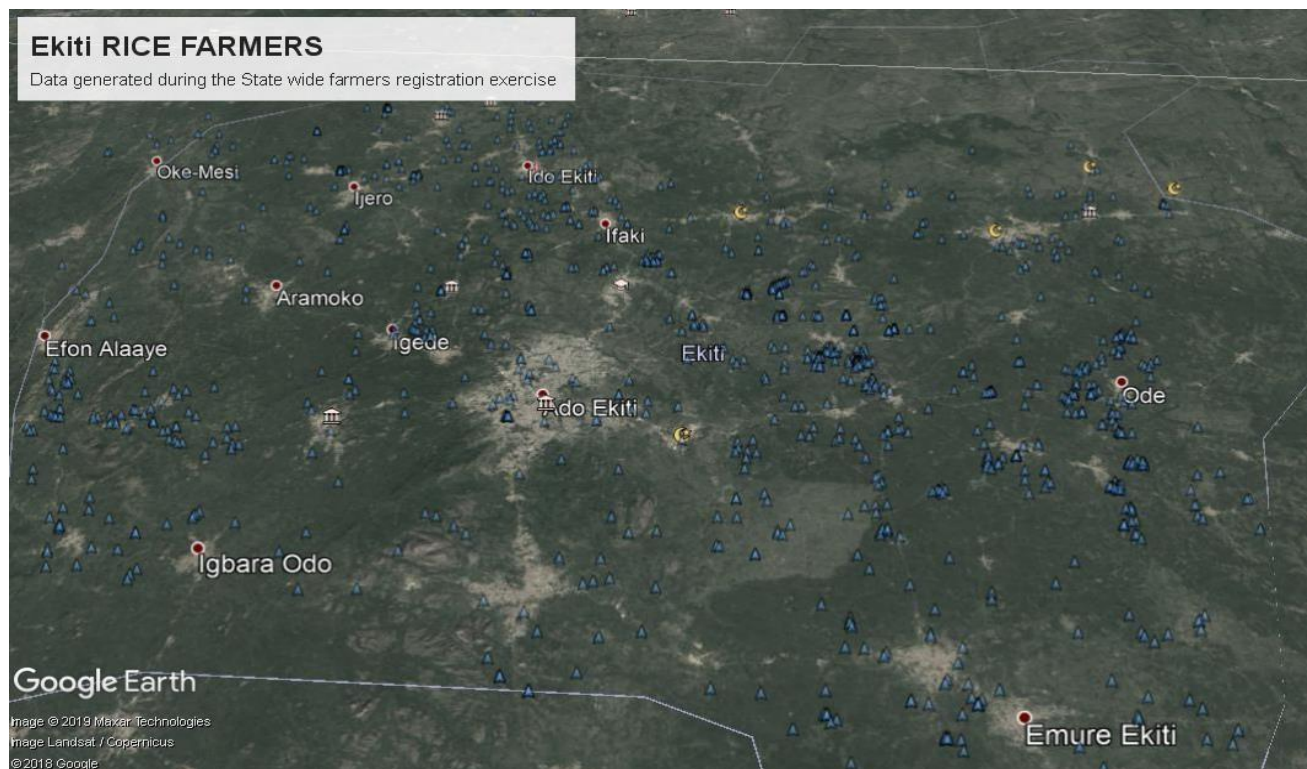 Ekiti RICE FARMERS
Data generated during the State wide farmers registration exercise
Oke-Mesi
Ido Ekiti
Ijero
Ifaki
Aramoko
Igede
Efon Alaaye
Ekiti
Ode
Ado Ekiti
Igbara Odo
Google Earth
Emure Ekiti
Image © 2019 Maxar Technologies
Image Landsat / Copernicus
© 2018 Google